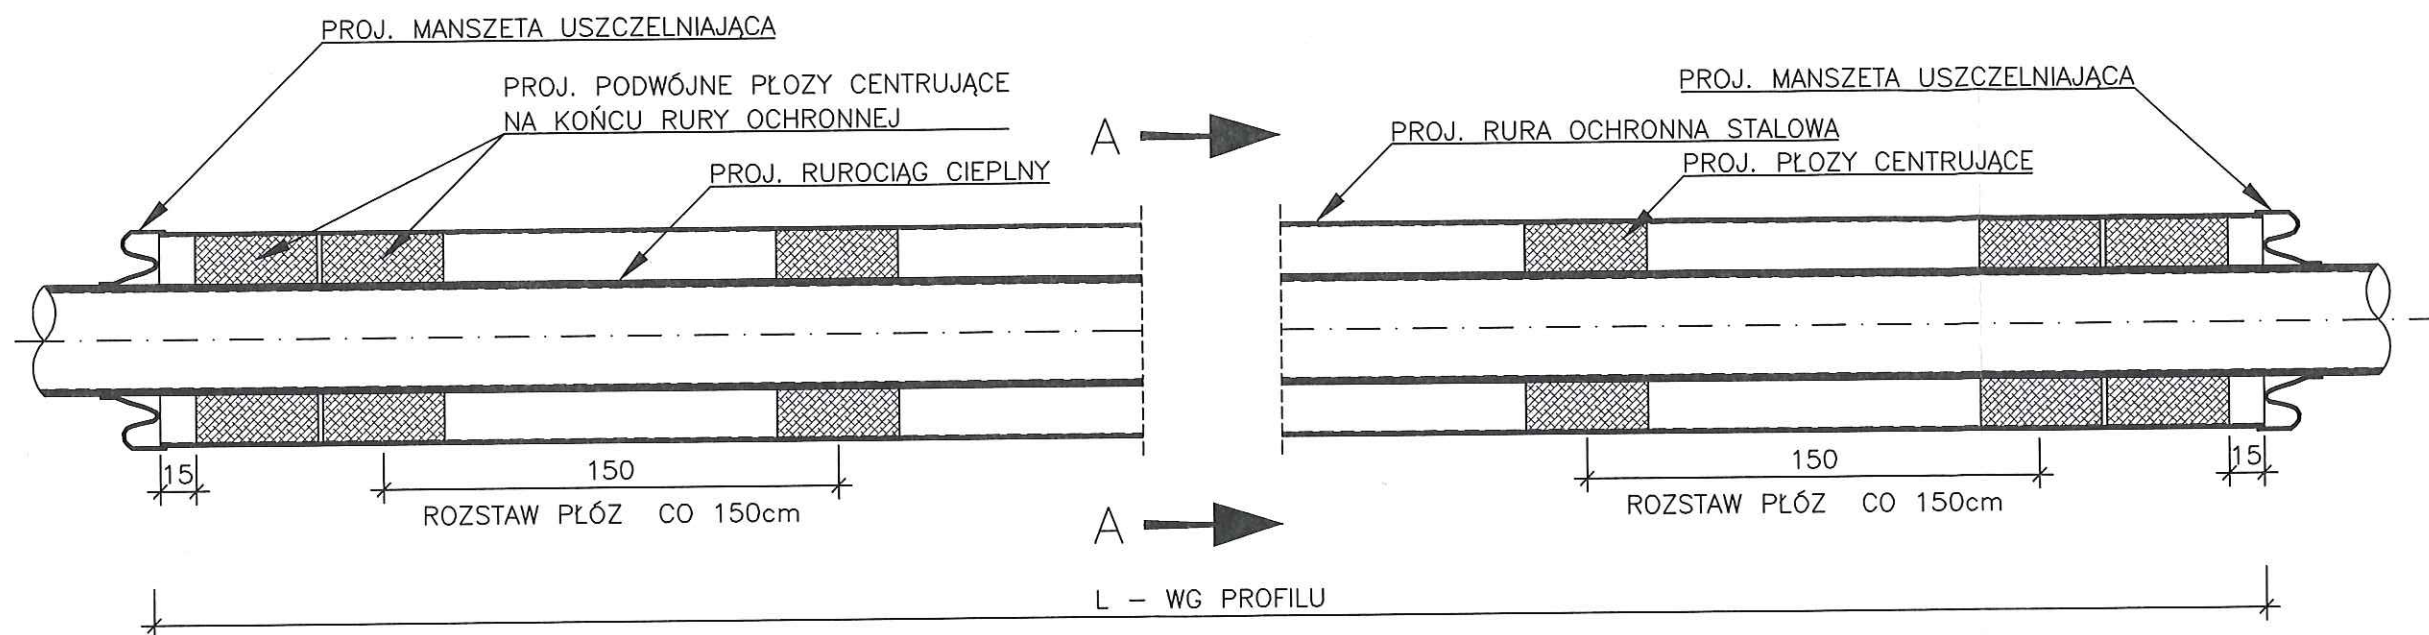 PROJ. MANSZETA USZCZELNIAJĄCA
PROJ. PODWÓJNE PŁOZY CENTRUJĄCE
NA KOŃCU RURY OCHRONNEJ
PROJ. RUROCIĄG CIEPLNY
A
PROJ. MANSZETA USZCZELNIAJĄCA
PROJ. RURA OCHRONNA STALOWA
PROJ. PŁOZY CENTRUJĄCE
15
150
ROZSTAW PŁÓZ CO 150cm
A
150
15
ROZSTAW PŁÓZ CO 150cm
L – WG PROFILU